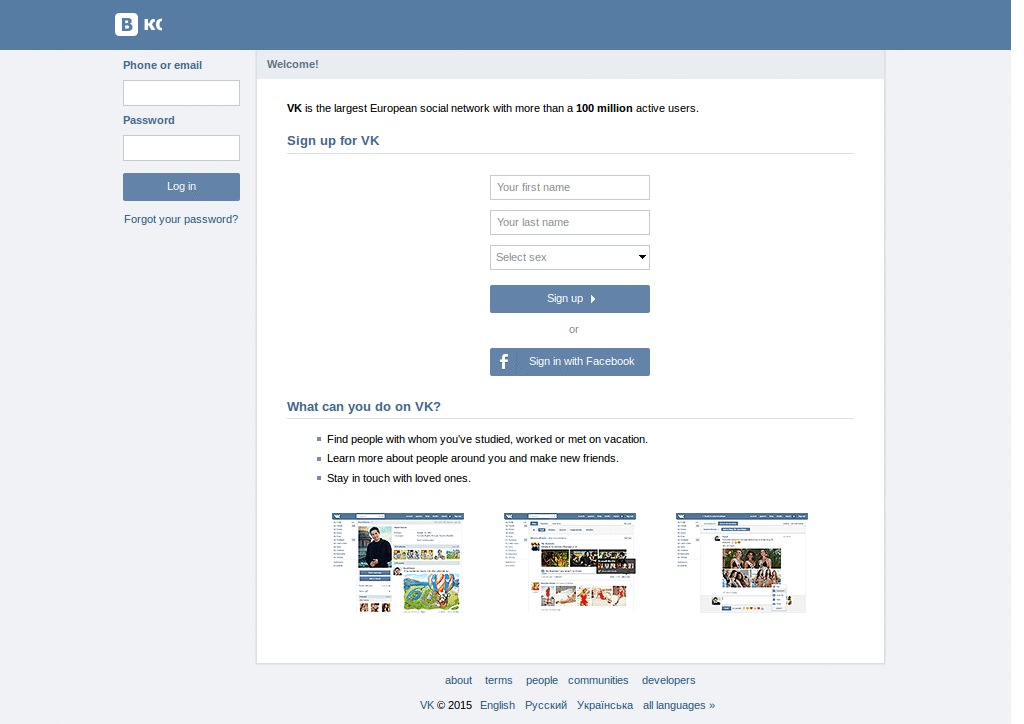 Phone or email
Password
Log in
Forgot your password?
Welcome!
VK is the largest European social network with more than a 100 million active users.
Sign up for VK
Your first name
Your last name
Select sex
Sign up
or
Sign in with Facebook
What can you do on VK?
Find people with whom you've studied, worked or met on vacation.
Learn more about people around you and make new friends.
Stay in touch with loved ones.
about terms people communities developers
VK © 2015 English Русский Українська all languages »